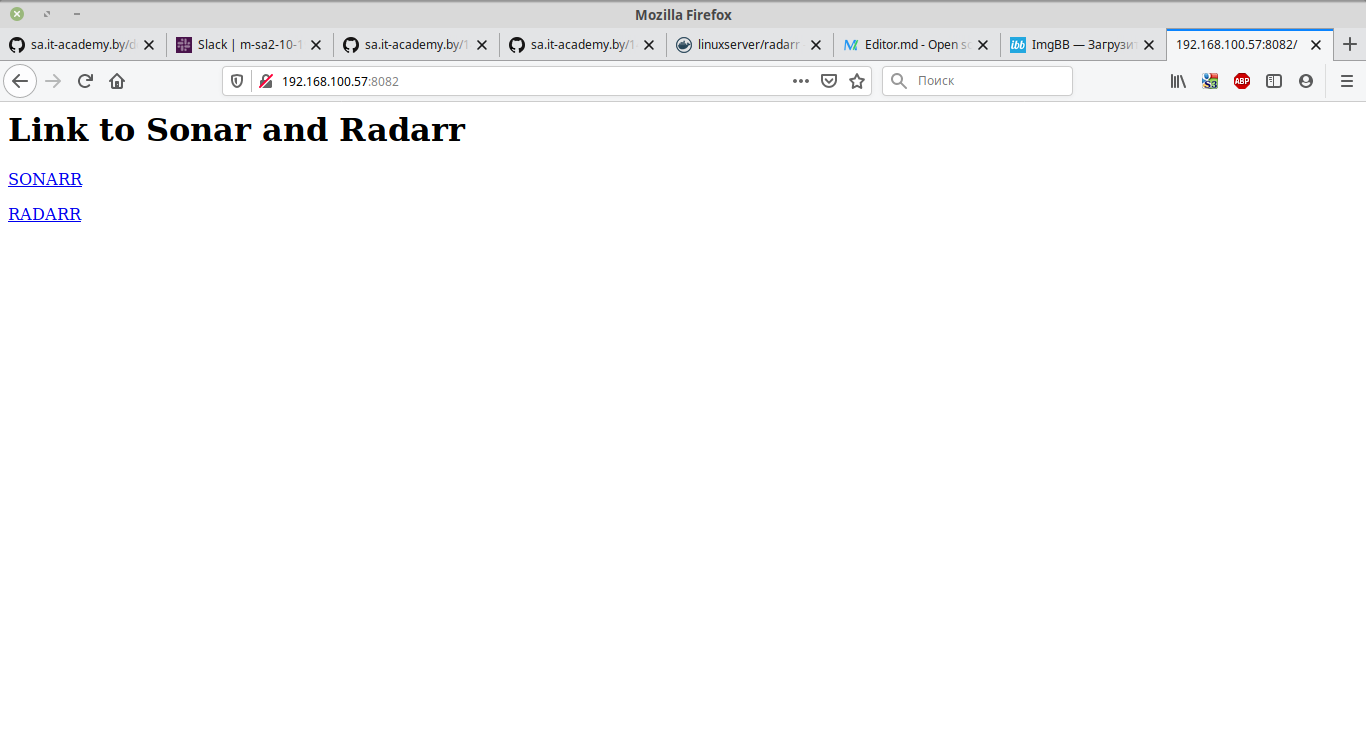 Mozilla Firefox
sa.it-academy.by/d
Slack | m-sa2-10-1
sa.it-academy.by/1
sa.it-academy.by/1
linuxserver/radarr
Editor.md - Open so
ImgBB — Загрузит
192.168.100.57:8082/
192.168.100.57:8082
Поиск
ABP
Link to Sonar and Radarr
SONARR
RADARR